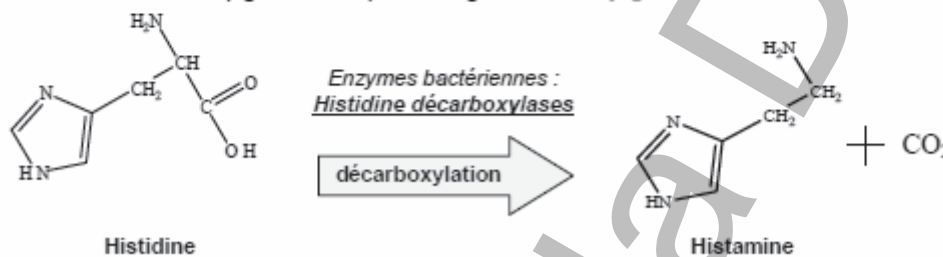 H₂N
CH
O
N
CH₂
C
HN
OH
Enzymes bactériennes :
Histidine décarboxylases
décarboxylation
Histidine
H₂N
CH₂
CH₂
N
HN
+ CO₂
Histamine